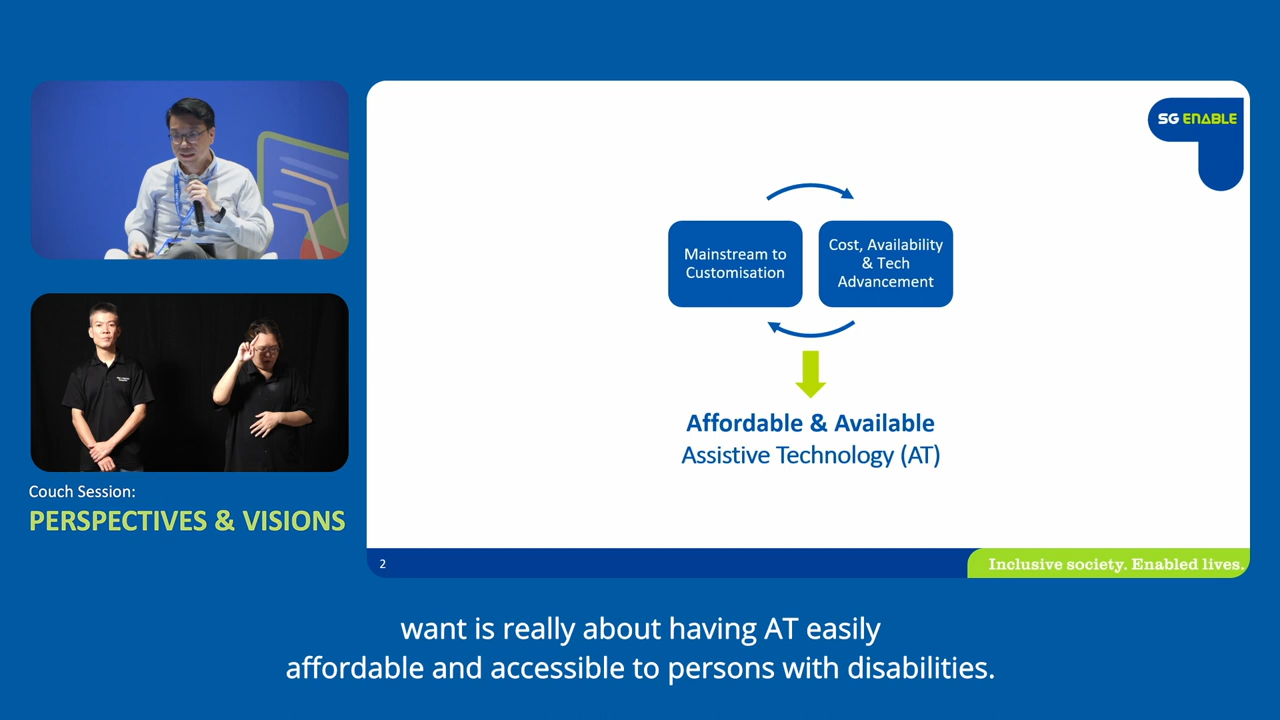 SG ENABLE
Mainstream to
Customisation
Cost, Availability
& Tech
Advancement
Affordable & Available
Assistive Technology (AT)
Couch Session:
PERSPECTIVES & VISIONS
2
Inclusive society. Enabled lives.
want is really about having AT easily
affordable and accessible to persons with disabilities.